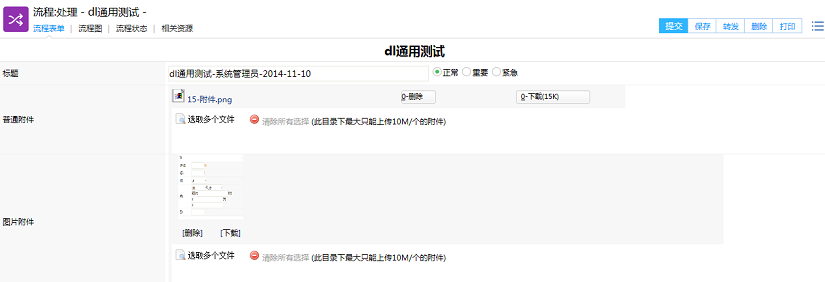 流程:处理 - dl通用测试 -
流程表单 | 流程图 | 流程状态 | 相关资源
提交 保存 转发 删除 打印
dl通用测试
标题 dl通用测试-系统管理员-2014-11-10 正常 重要 紧急
15-附件.png 0-删除 0-下载(15K)
普通附件
选取多个文件 清除所有选择 (此目录下最大只能上传10M/个的附件)
图片附件
[删除] [下载]
选取多个文件 清除所有选择 (此目录下最大只能上传10M/个的附件)